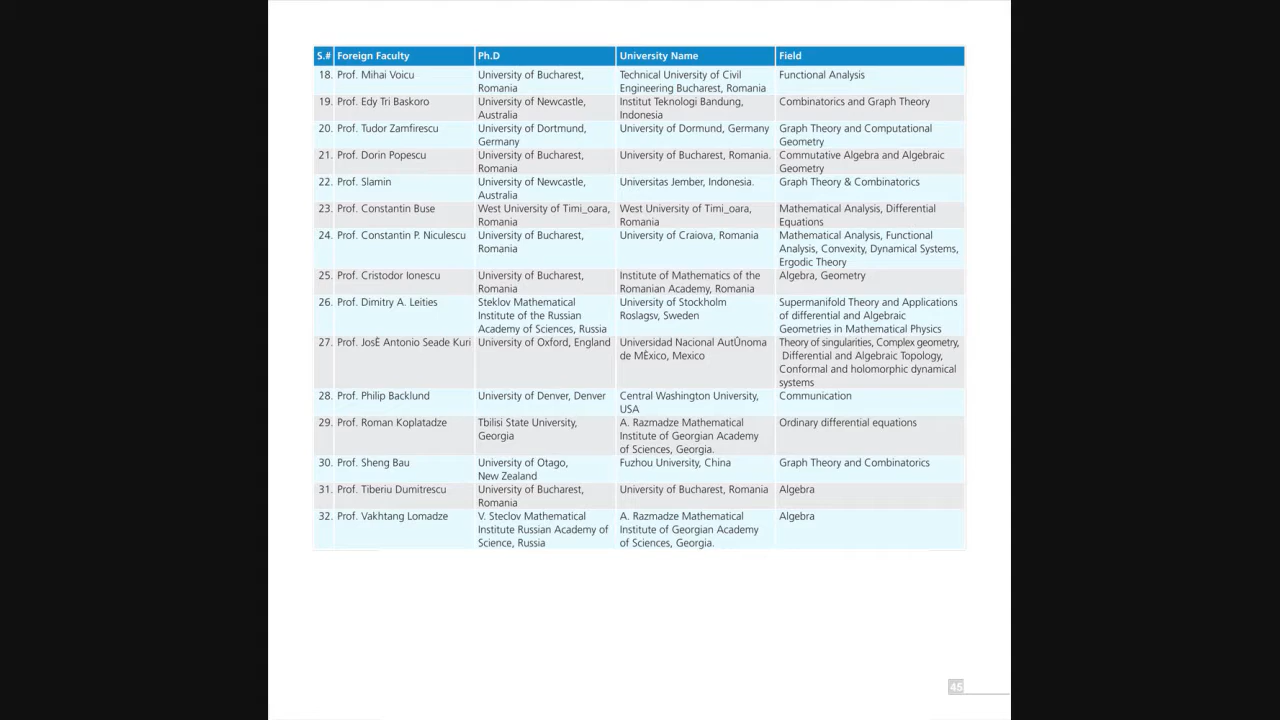 S.# Foreign Faculty Ph.D University Name Field
18. Prof. Mihai Voicu University of Bucharest, Technical University of Civil Functional Analysis
Romania Engineering Bucharest, Romania
19. Prof. Edy Tri Baskoro University of Newcastle, Institut Teknologi Bandung, Combinatorics and Graph Theory
Australia Indonesia
20. Prof. Tudor Zamfirescu University of Dortmund, University of Dormund, Germany Graph Theory and Computational
Germany Geometry
21. Prof. Dorin Popescu University of Bucharest, University of Bucharest, Romania. Commutative Algebra and Algebraic
Romania Geometry
22. Prof. Slamin University of Newcastle, Universitas Jember, Indonesia. Graph Theory & Combinatorics
Australia
23. Prof. Constantin Buse West University of Timi_oara, West University of Timi_oara, Mathematical Analysis, Differential
Romania Romania Equations
24. Prof. Constantin P. Niculescu University of Bucharest, University of Craiova, Romania Mathematical Analysis, Functional
Romania Analysis, Convexity, Dynamical Systems,
Ergodic Theory
25. Prof. Cristodor Ionescu University of Bucharest, Institute of Mathematics of the Algebra, Geometry
Romania Romanian Academy, Romania
26. Prof. Dimitry A. Leities Steklov Mathematical University of Stockholm Supermanifold Theory and Applications
Institute of the Russian Roslagsv, Sweden of differential and Algebraic
Academy of Sciences, Russia Geometries in Mathematical Physics
27. Prof. JosÈ Antonio Seade Kuri University of Oxford, England Universidad Nacional AutÛnoma Theory of singularities, Complex geometry,
de MÈxico, Mexico Differential and Algebraic Topology,
Conformal and holomorphic dynamical
systems
28. Prof. Philip Backlund University of Denver, Denver Central Washington University, Communication
USA
29. Prof. Roman Koplatadze Tbilisi State University, A. Razmadze Mathematical Ordinary differential equations
Georgia Institute of Georgian Academy
of Sciences, Georgia.
30. Prof. Sheng Bau University of Otago, Fuzhou University, China Graph Theory and Combinatorics
New Zealand
31. Prof. Tiberiu Dumitrescu University of Bucharest, University of Bucharest, Romania Algebra
Romania
32. Prof. Vakhtang Lomadze V. Steclov Mathematical A. Razmadze Mathematical Algebra
Institute Russian Academy of Institute of Georgian Academy
Science, Russia of Sciences, Georgia.
45